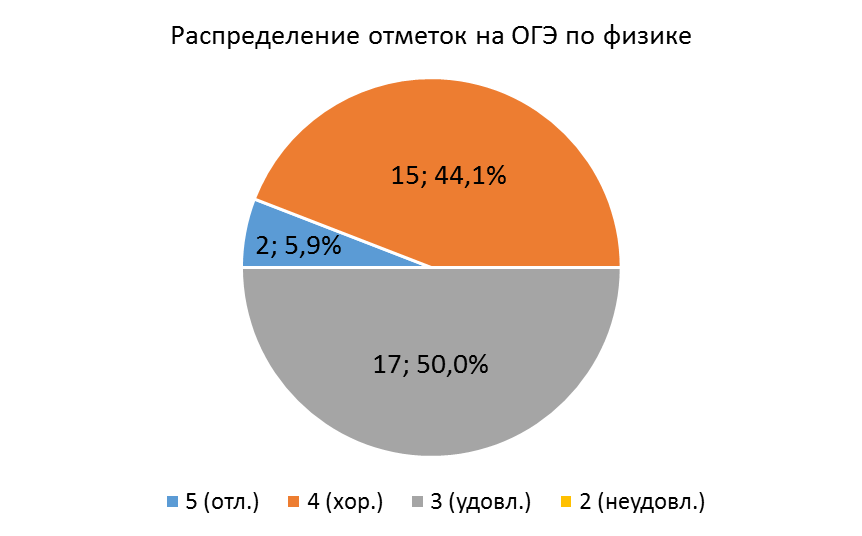 Распределение отметок на ОГЭ по физике
15; 44,1%
2; 5,9%
17; 50,0%
5 (отл.) 4 (хор.) 3 (удовл.) 2 (неудовл.)